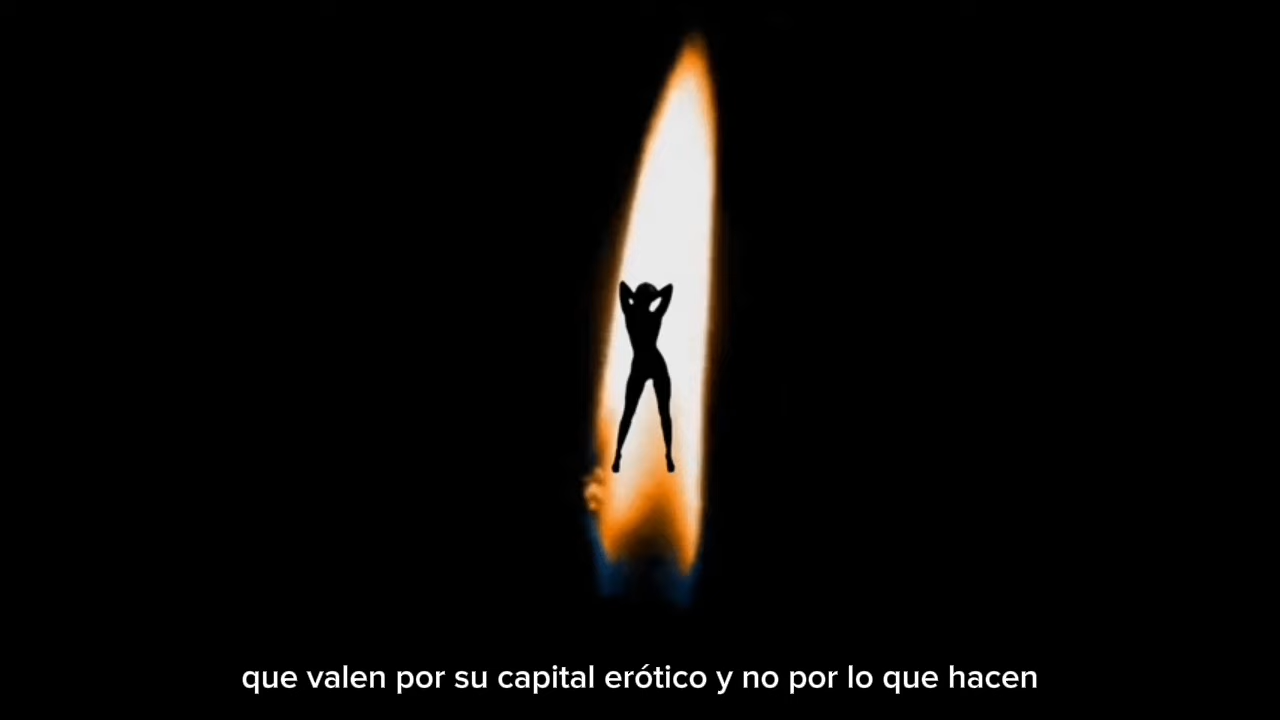 que valen por su capital erótico y no por lo que hacen